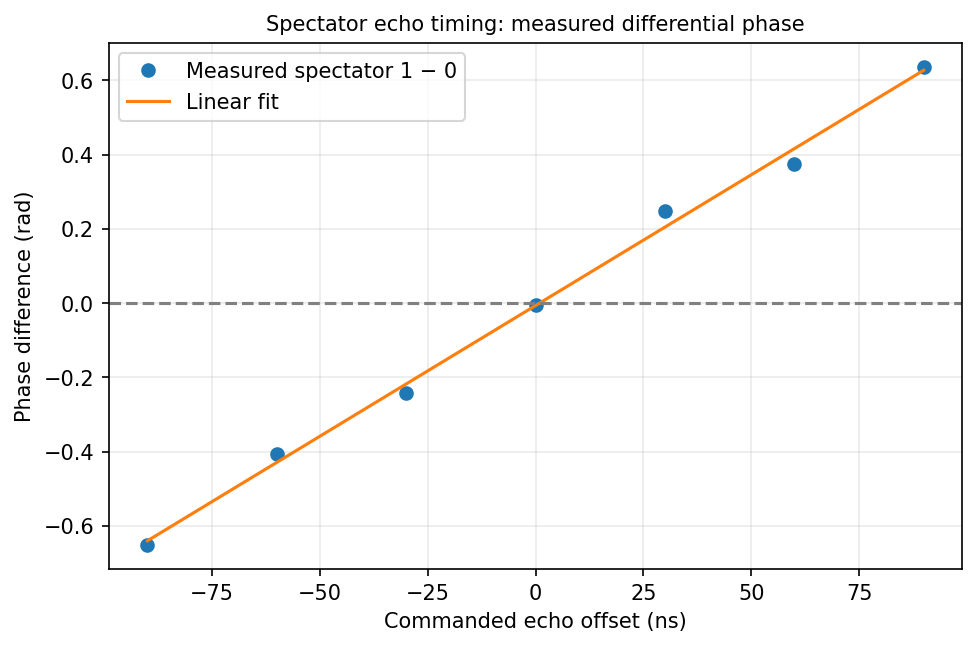 Spectator echo timing: measured differential phase
Measured spectator 1 − 0
Linear fit
Phase difference (rad)
0.6
0.4
0.2
0.0
−0.2
−0.4
−0.6
−75
−50
−25
0
25
50
75
Commanded echo offset (ns)